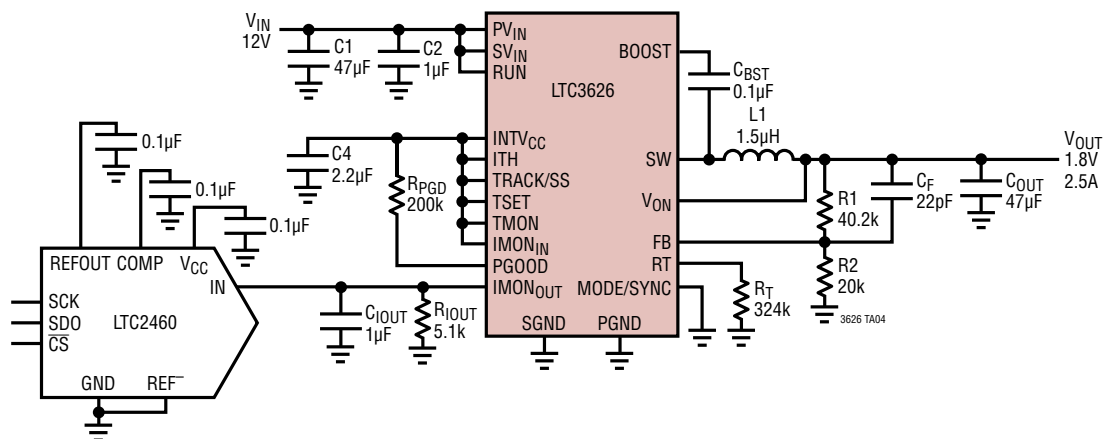 VIN
12V
C1
47µF
C2
1µF
PVIN
SVIN
RUN
BOOST
LTC3626
CBST
0.1µF
L1
1.5µH
VOUT
1.8V
2.5A
0.1µF
0.1µF
0.1µF
C4
2.2µF
RPGD
200k
INTVCC
ITH
TRACK/SS
TSET
TMON
IMONIN
PGOOD
IMONOUT
SW
VON
FB
RT
MODE/SYNC
SGND
PGND
R1
40.2k
CF
22pF
COUT
47µF
R2
20k
RT
324k
3626 TA04
REFOUT COMP VCC
IN
SCK
SDO
CS
LTC2460
GND
REF–
CIOUT
1µF
RIOUT
5.1k